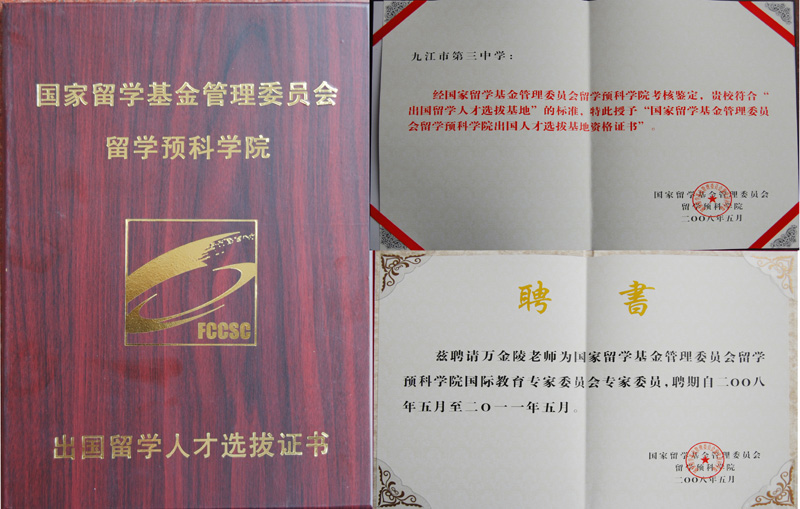 国家留学基金管理委员会
留学预科学院
FCCSC
出国留学人才选拔证书
九江市第三中学：
经国家留学基金管理委员会留学预科学院考核鉴定，贵校符合“
出国留学人才选拔基地”的标准，特此授予“国家留学基金管理委员
会留学预科学院出国人才选拔基地资格证书”。
国家留学基金管理委员会
留学预科学院
二〇〇八年五月
聘 书
兹聘请万金陵老师为国家留学基金管理委员会留学
预科学院国际教育专家委员会专家委员，聘期自二〇〇八
年五月至二〇一一年五月。
国家留学基金管理委员会
留学预科学院
二〇〇八年五月